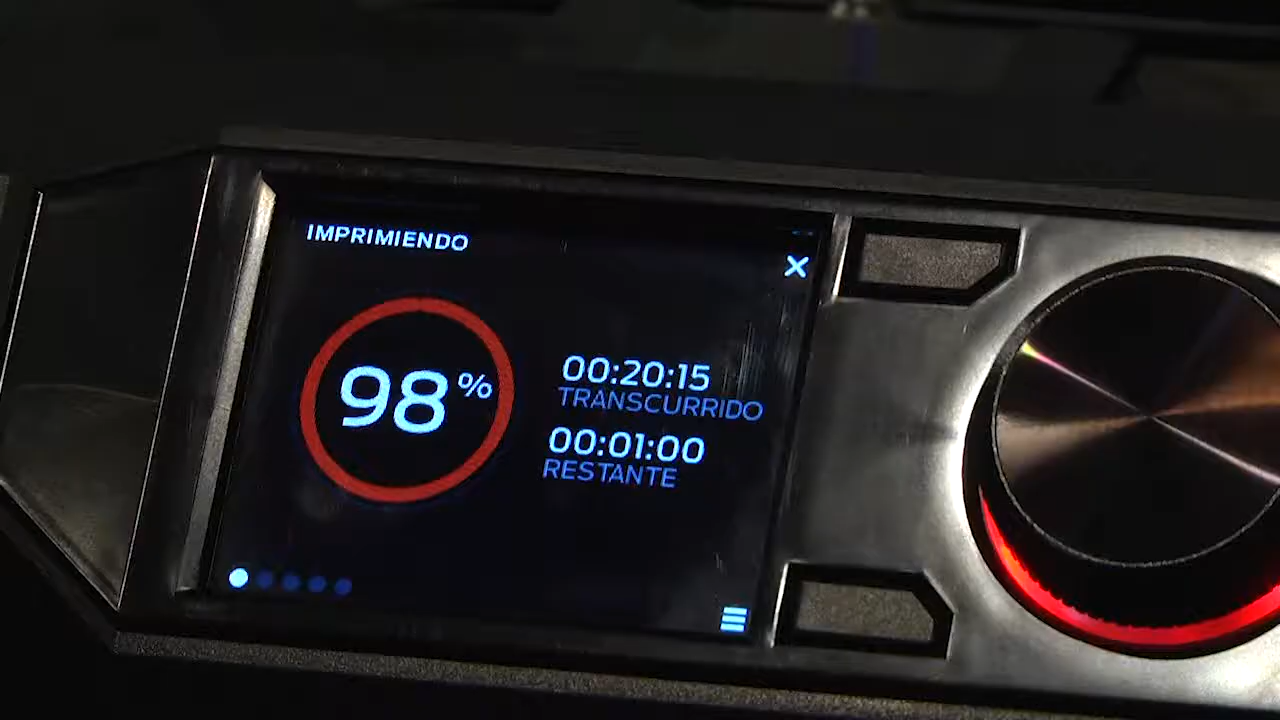 IMPRIMIENDO
98%
00:20:15
TRANSCURRIDO
00:01:00
RESTANTE